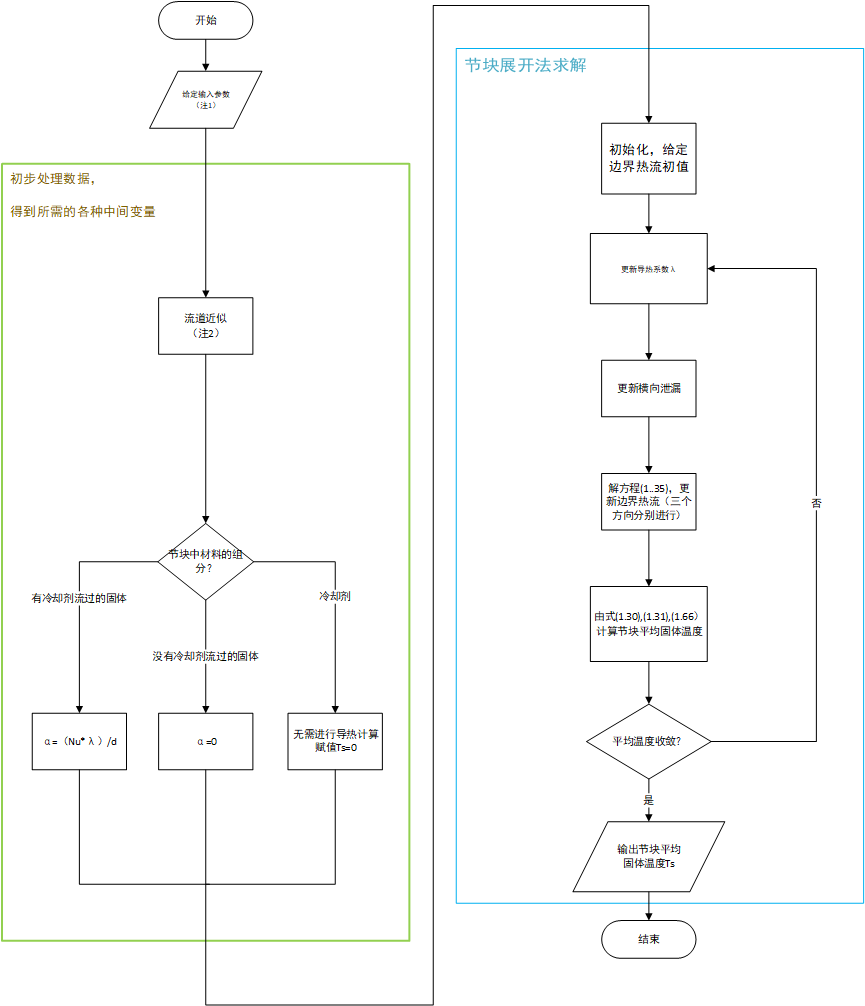 开始
给定输入参数
（注1）
初步处理数据，
得到所需的各种中间变量
流道近似
（注2）
节块中材料的组
分？
有冷却剂流过的固体
没有冷却剂流过的固体
冷却剂
α=（Nu*λ）/d
α=0
无需进行导热计算
赋值Ts=0
节块展开法求解
初始化，给定
边界热流初值
更新导热系数λ
更新横向泄漏
解方程(1..35)，更
新边界热流（三个
方向分别进行）
由式(1.30),(1.31),(1.66）
计算节块平均固体温度
平均温度收敛？
否
是
输出节块平均
固体温度Ts
结束